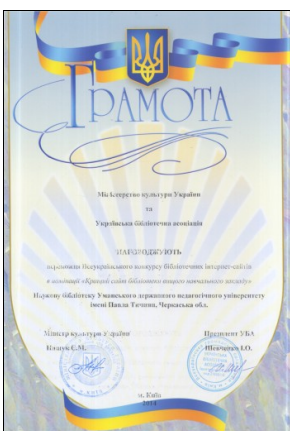 ГРАМОТА
Міністерство культури України
та
Українська бібліотечна асоціація
НАГОРОДЖУЮТЬ
переможця Всеукраїнського конкурсу бібліотечних інтернет-сайтів
в номінації «Кращий сайт бібліотеки вищого навчального закладу»
Наукову бібліотеку Уманського державного педагогічного університету
імені Павла Тичини, Черкаська обл.
Міністр культури України
Президент УБА
Шевченко І.О.
м. Київ